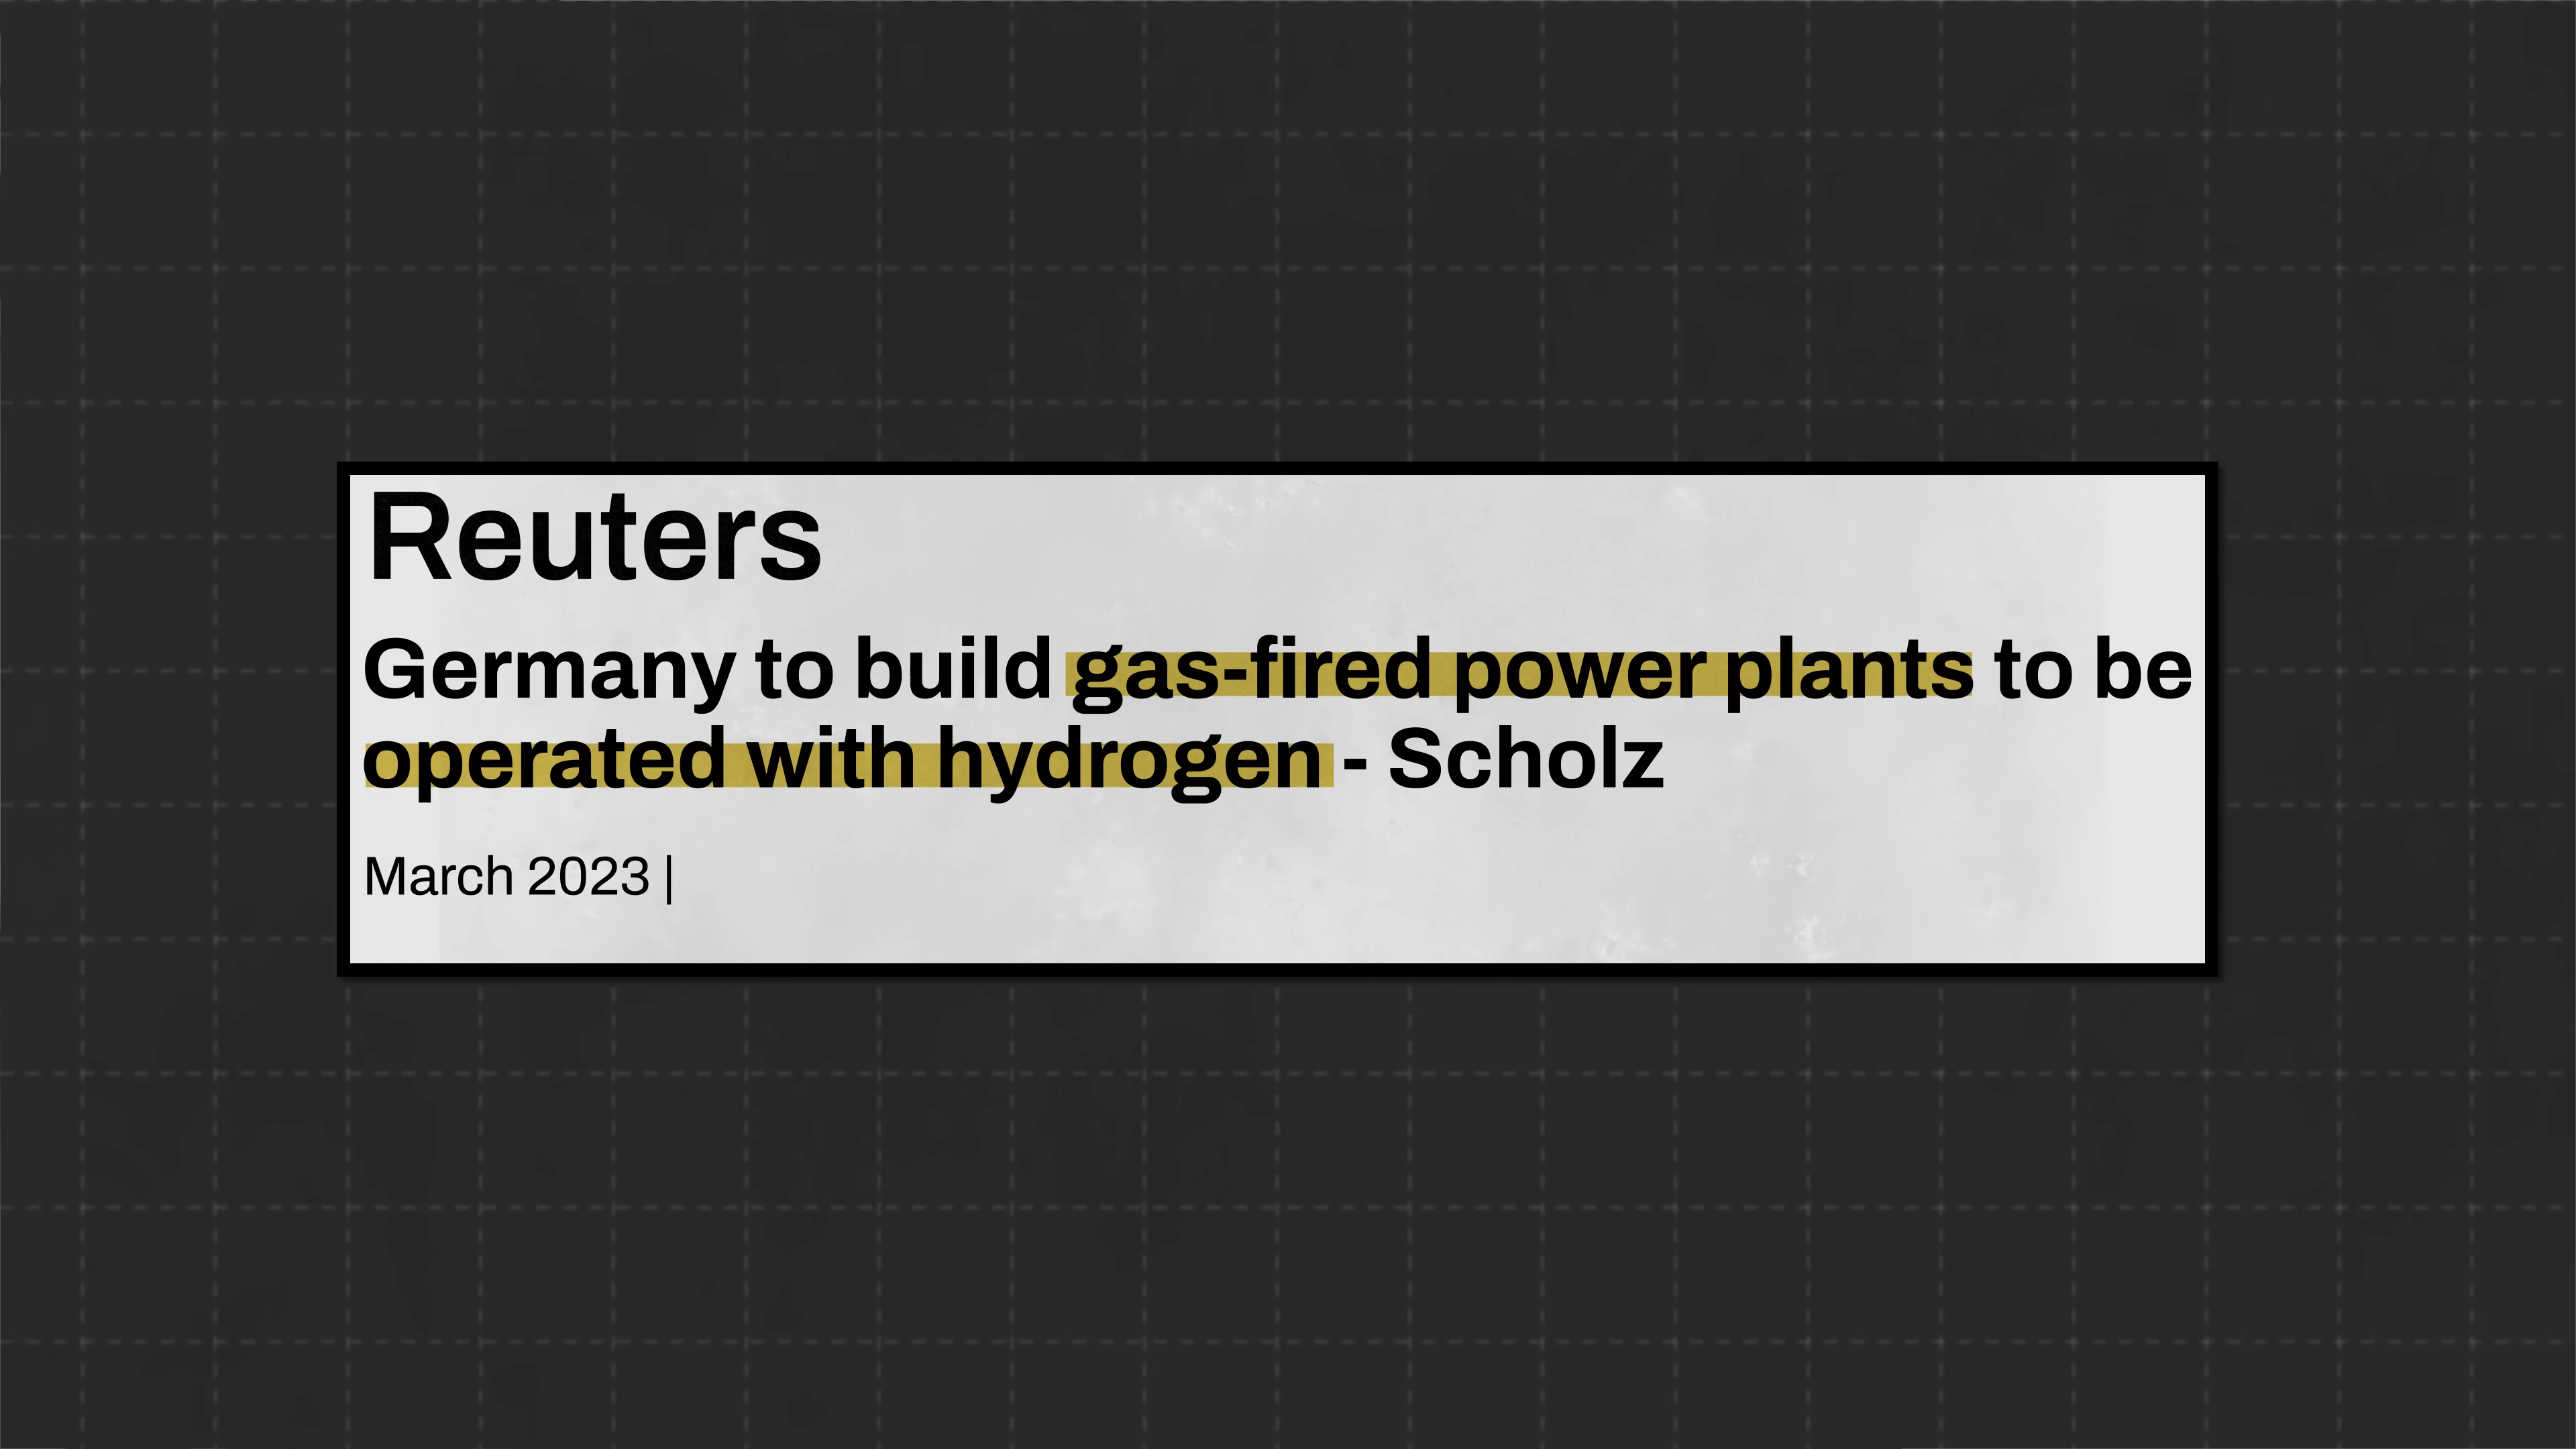 Reuters
Germany to build gas-fired power plants to be
operated with hydrogen - Scholz
March 2023 |